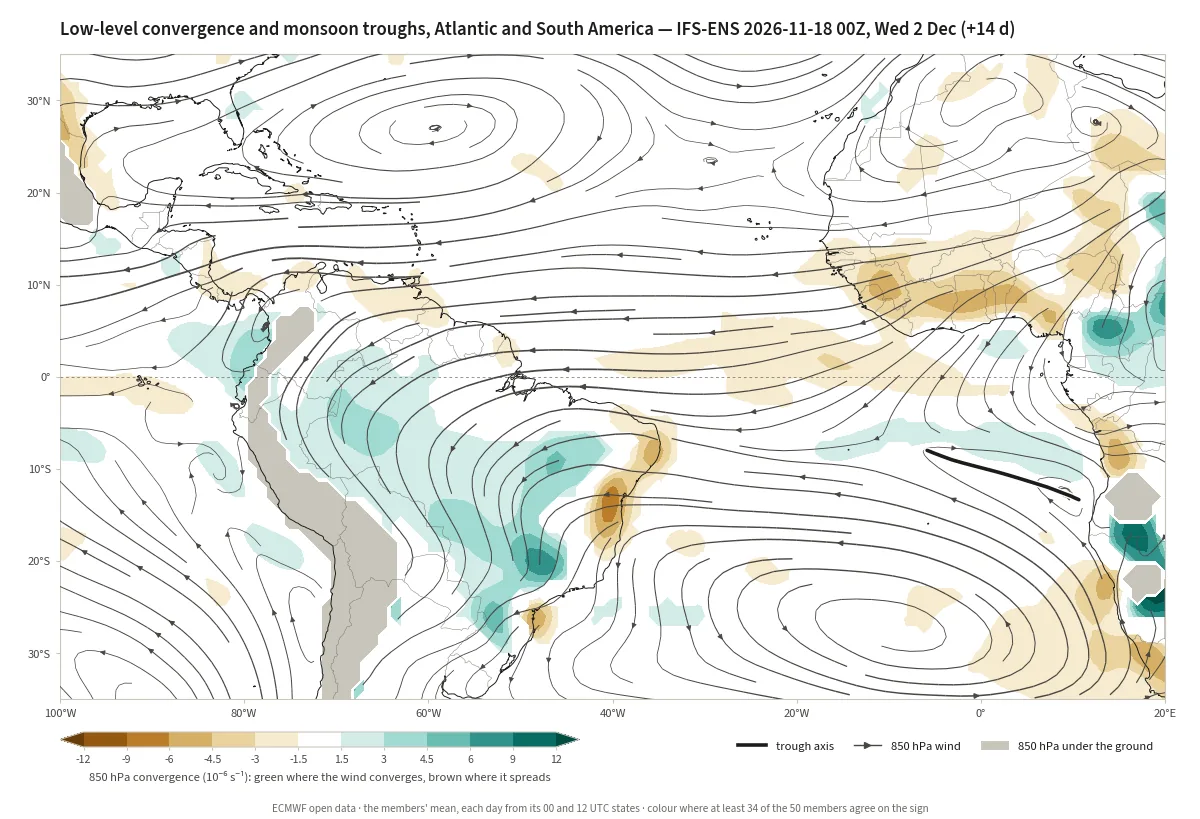 Low-level convergence and monsoon troughs, Atlantic and South America — IFS-ENS 2026-11-18 00Z, Wed 2 Dec (+14 d)
30°N
20°N
10°N
0°
10°S
20°S
30°S
100°W 80°W 60°W 40°W 20°W 0° 20°E
-12 -9 -6 -4.5 -3 -1.5 1.5 3 4.5 6 9 12
850 hPa convergence (10⁻⁶ s⁻¹): green where the wind converges, brown where it spreads
trough axis 850 hPa wind 850 hPa under the ground
ECMWF open data · the members' mean, each day from its 00 and 12 UTC states · colour where at least 34 of the 50 members agree on the sign